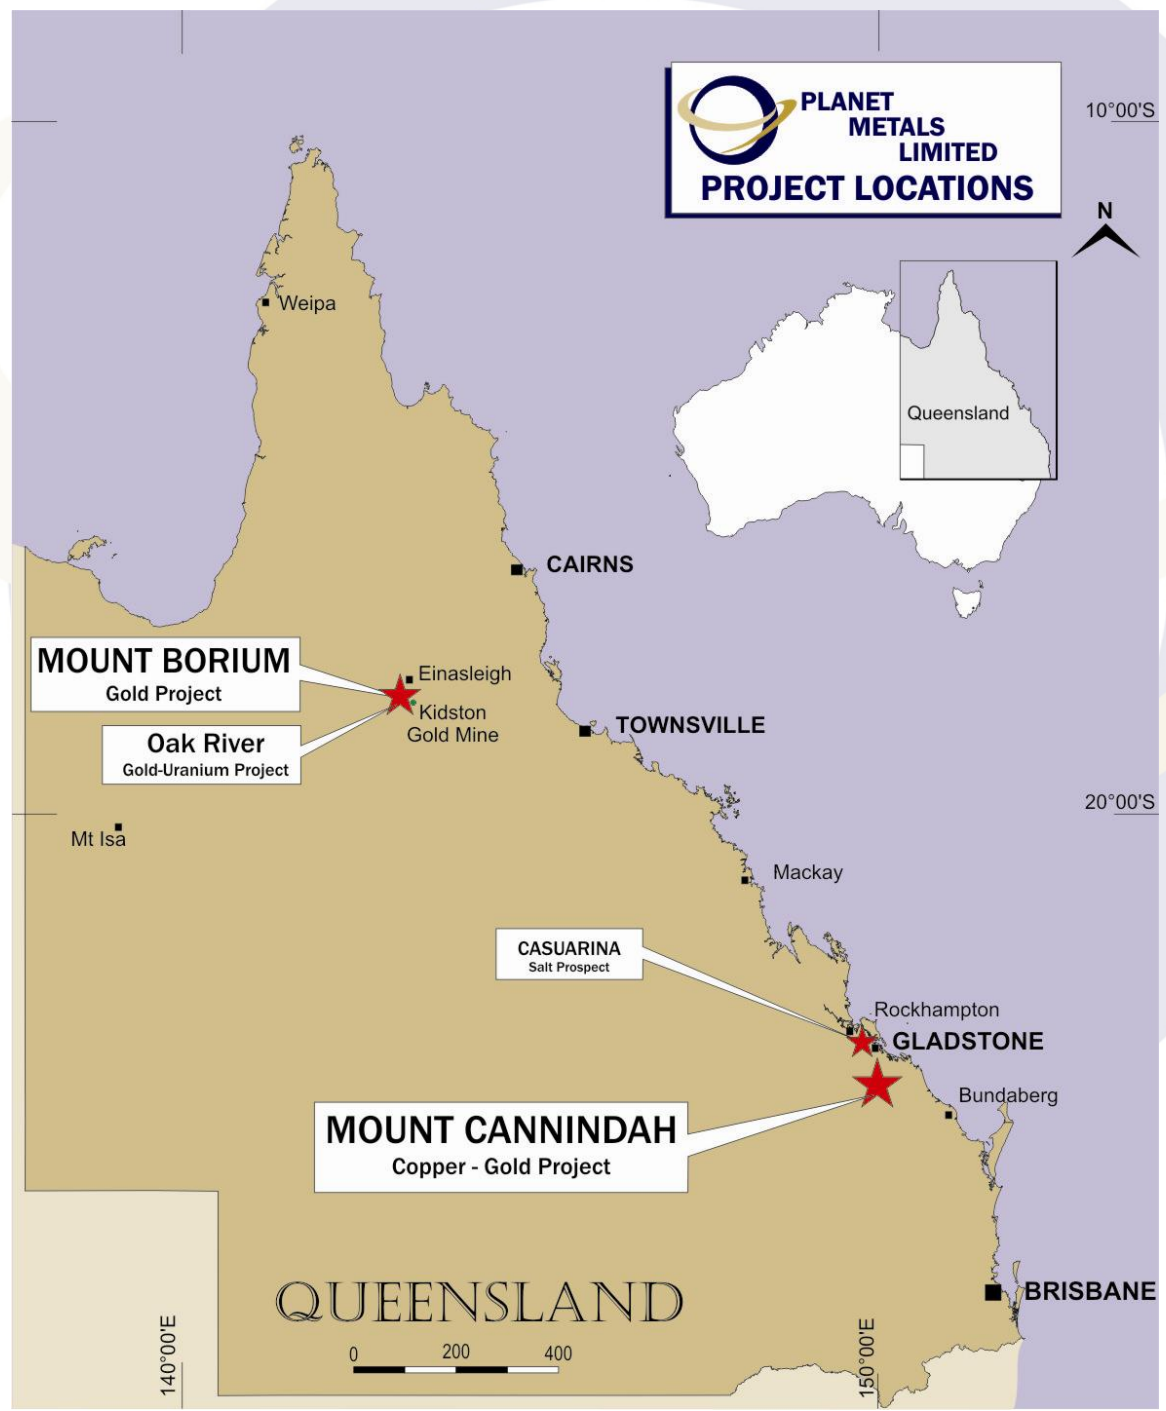 PLANET
METALS
LIMITED
PROJECT LOCATIONS
10°00'S
N
Weipa
Queensland
CAIRNS
MOUNT BORIUM
Gold Project
Einasleigh
Kidston
Gold Mine
TOWNSVILLE
Oak River
Gold-Uranium Project
20°00'S
Mt Isa
Mackay
CASUARINA
Salt Prospect
Rockhampton
GLADSTONE
Bundaberg
MOUNT CANNINDAH
Copper - Gold Project
QUEENSLAND
BRISBANE
0 200 400
140°00'E
150°00'E